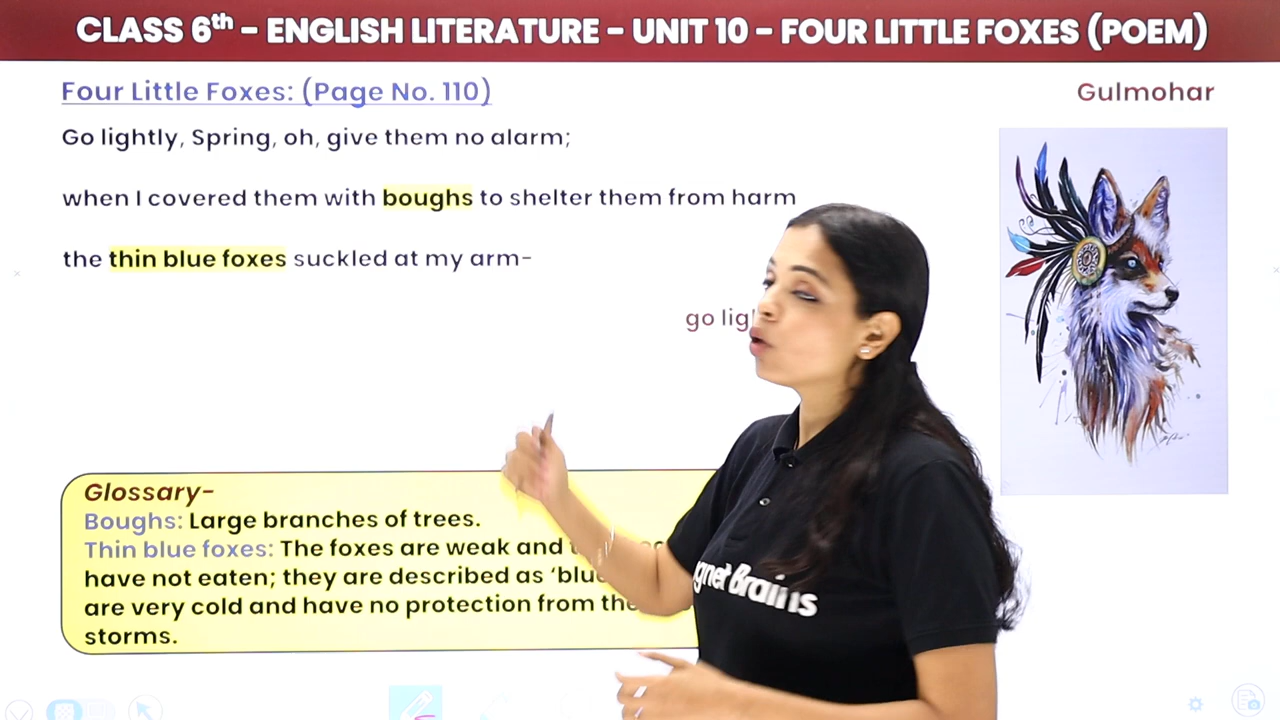 CLASS 6th – ENGLISH LITERATURE – UNIT 10 – FOUR LITTLE FOXES (POEM)
Four Little Foxes: (Page No. 110)
Gulmohar
Go lightly, Spring, oh, give them no alarm;
when I covered them with boughs to shelter them from harm
the thin blue foxes suckled at my arm-
go
Glossary-
Boughs: Large branches of trees.
Thin blue foxes: The foxes are weak and
have not eaten; they are described as
are very cold and have no protection from
storms.
Brains